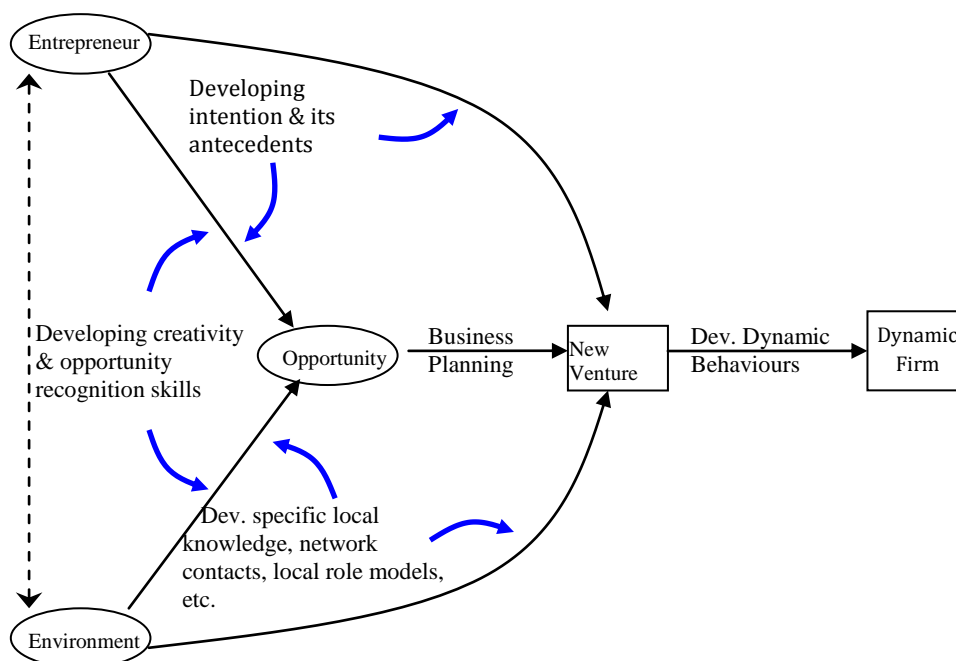 Entrepreneur
Developing
intention & its
antecedents
Developing creativity
& opportunity
recognition skills
Opportunity
Business
Planning
New
Venture
Dev. Dynamic
Behaviours
Dynamic
Firm
Dev. specific local
knowledge, network
contacts, local role models,
etc.
Environment